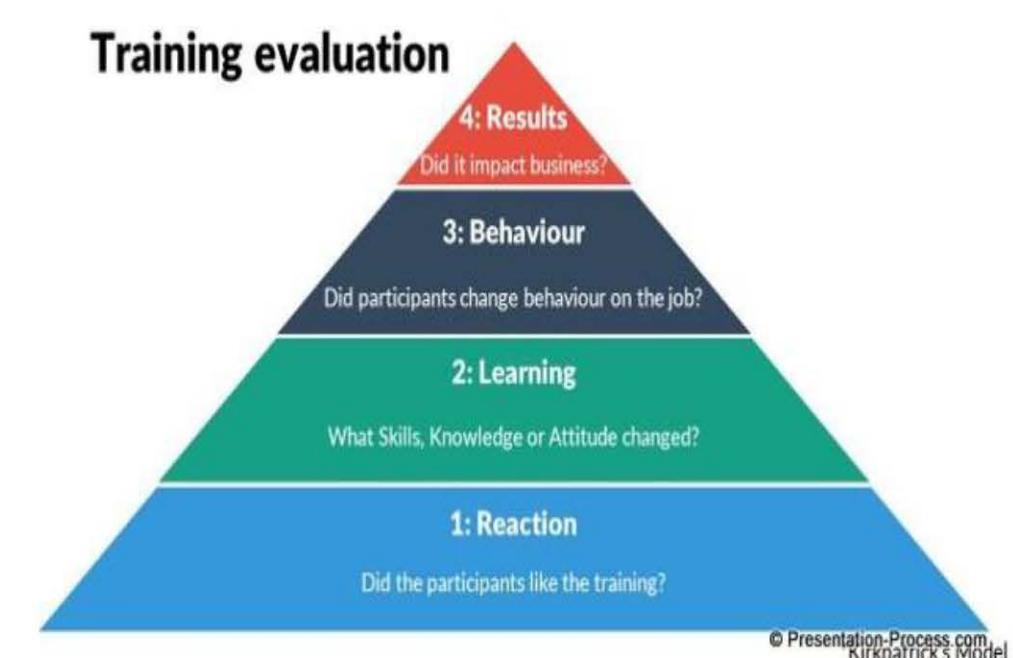 Training evaluation
4: Results
Did it impact business?
3: Behaviour
Did participants change behaviour on the job?
2: Learning
What Skills, Knowledge or Attitude changed?
1: Reaction
Did the participants like the training?
© Presentation-Process.com
Kirkpatrick's Model